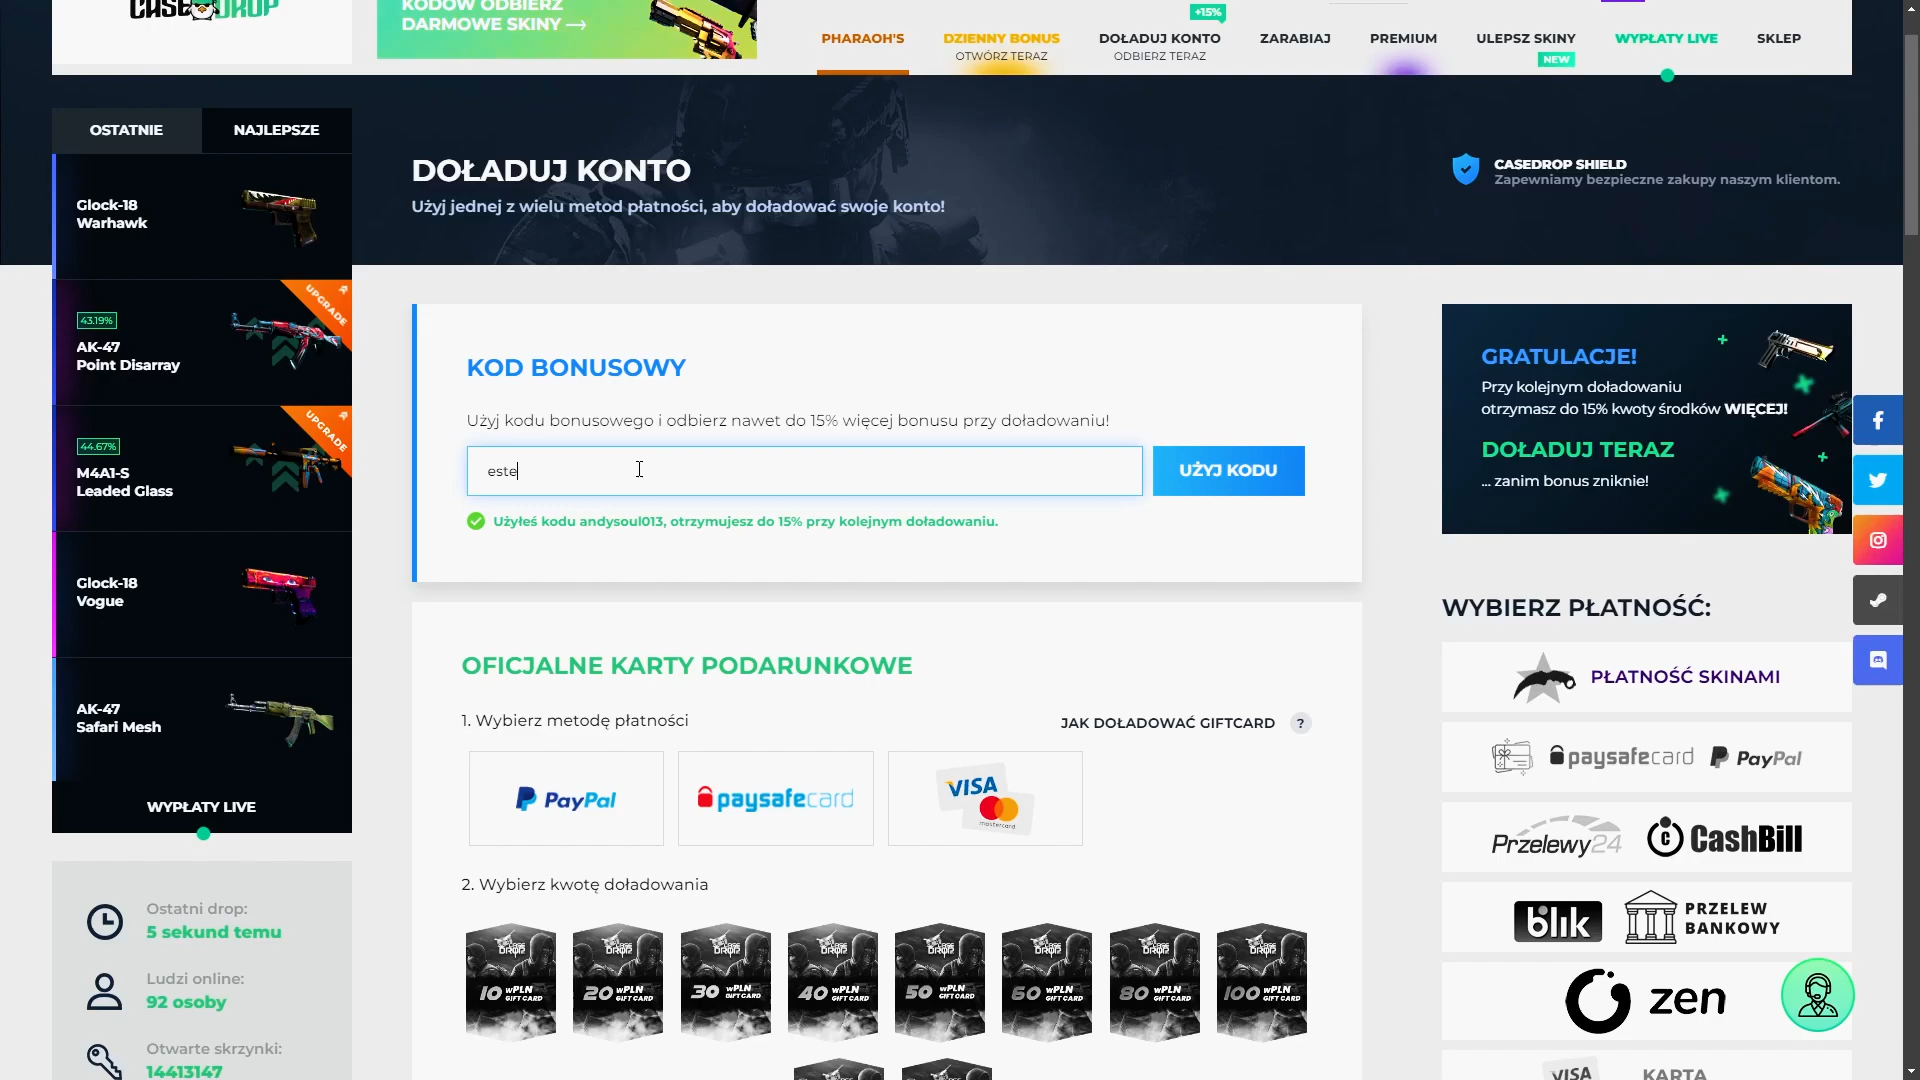 CASEDROP
KODÓW ODBIERZ
DARMOWE SKINY →
+15%
PHARAOH'S
DZIENNY BONUS
OTWÓRZ TERAZ
DOŁADUJ KONTO
ODBIERZ TERAZ
ZARABIAJ
PREMIUM
ULEPSZ SKINY
NEW
WYPŁATY LIVE
SKLEP
OSTATNIE
NAJLEPSZE
Glock-18
Warhawk
UPGRADE
43.19%
AK-47
Point Disarray
UPGRADE
44.67%
M4A1-S
Leaded Glass
Glock-18
Vogue
AK-47
Safari Mesh
WYPŁATY LIVE
Ostatni drop:
5 sekund temu
Ludzi online:
92 osoby
Otwarte skrzynki:
14413147
DOŁADUJ KONTO
Użyj jednej z wielu metod płatności, aby doładować swoje konto!
CASEDROP SHIELD
Zapewniamy bezpieczne zakupy naszym klientom.
KOD BONUSOWY
Użyj kodu bonusowego i odbierz nawet do 15% więcej bonusu przy doładowaniu!
este
UŻYJ KODU
Użyłeś kodu andysoul013, otrzymujesz do 15% przy kolejnym doładowaniu.
OFICJALNE KARTY PODARUNKOWE
1. Wybierz metodę płatności
JAK DOŁADOWAĆ GIFTCARD ?
PayPal
paysafecard
VISA
mastercard
2. Wybierz kwotę doładowania
10 wPLN GIFT CARD
20 wPLN GIFT CARD
30 wPLN GIFT CARD
40 wPLN GIFT CARD
50 wPLN GIFT CARD
60 wPLN GIFT CARD
80 wPLN GIFT CARD
100 wPLN GIFT CARD
GRATULACJE!
Przy kolejnym doładowaniu
otrzymasz do 15% kwoty środków WIĘCEJ!
DOŁADUJ TERAZ
... zanim bonus zniknie!
WYBIERZ PŁATNOŚĆ:
PŁATNOŚĆ SKINAMI
paysafecard PayPal
Przelewy24 CashBill
blik PRZELEW
BANKOWY
zen
VISA KARTA